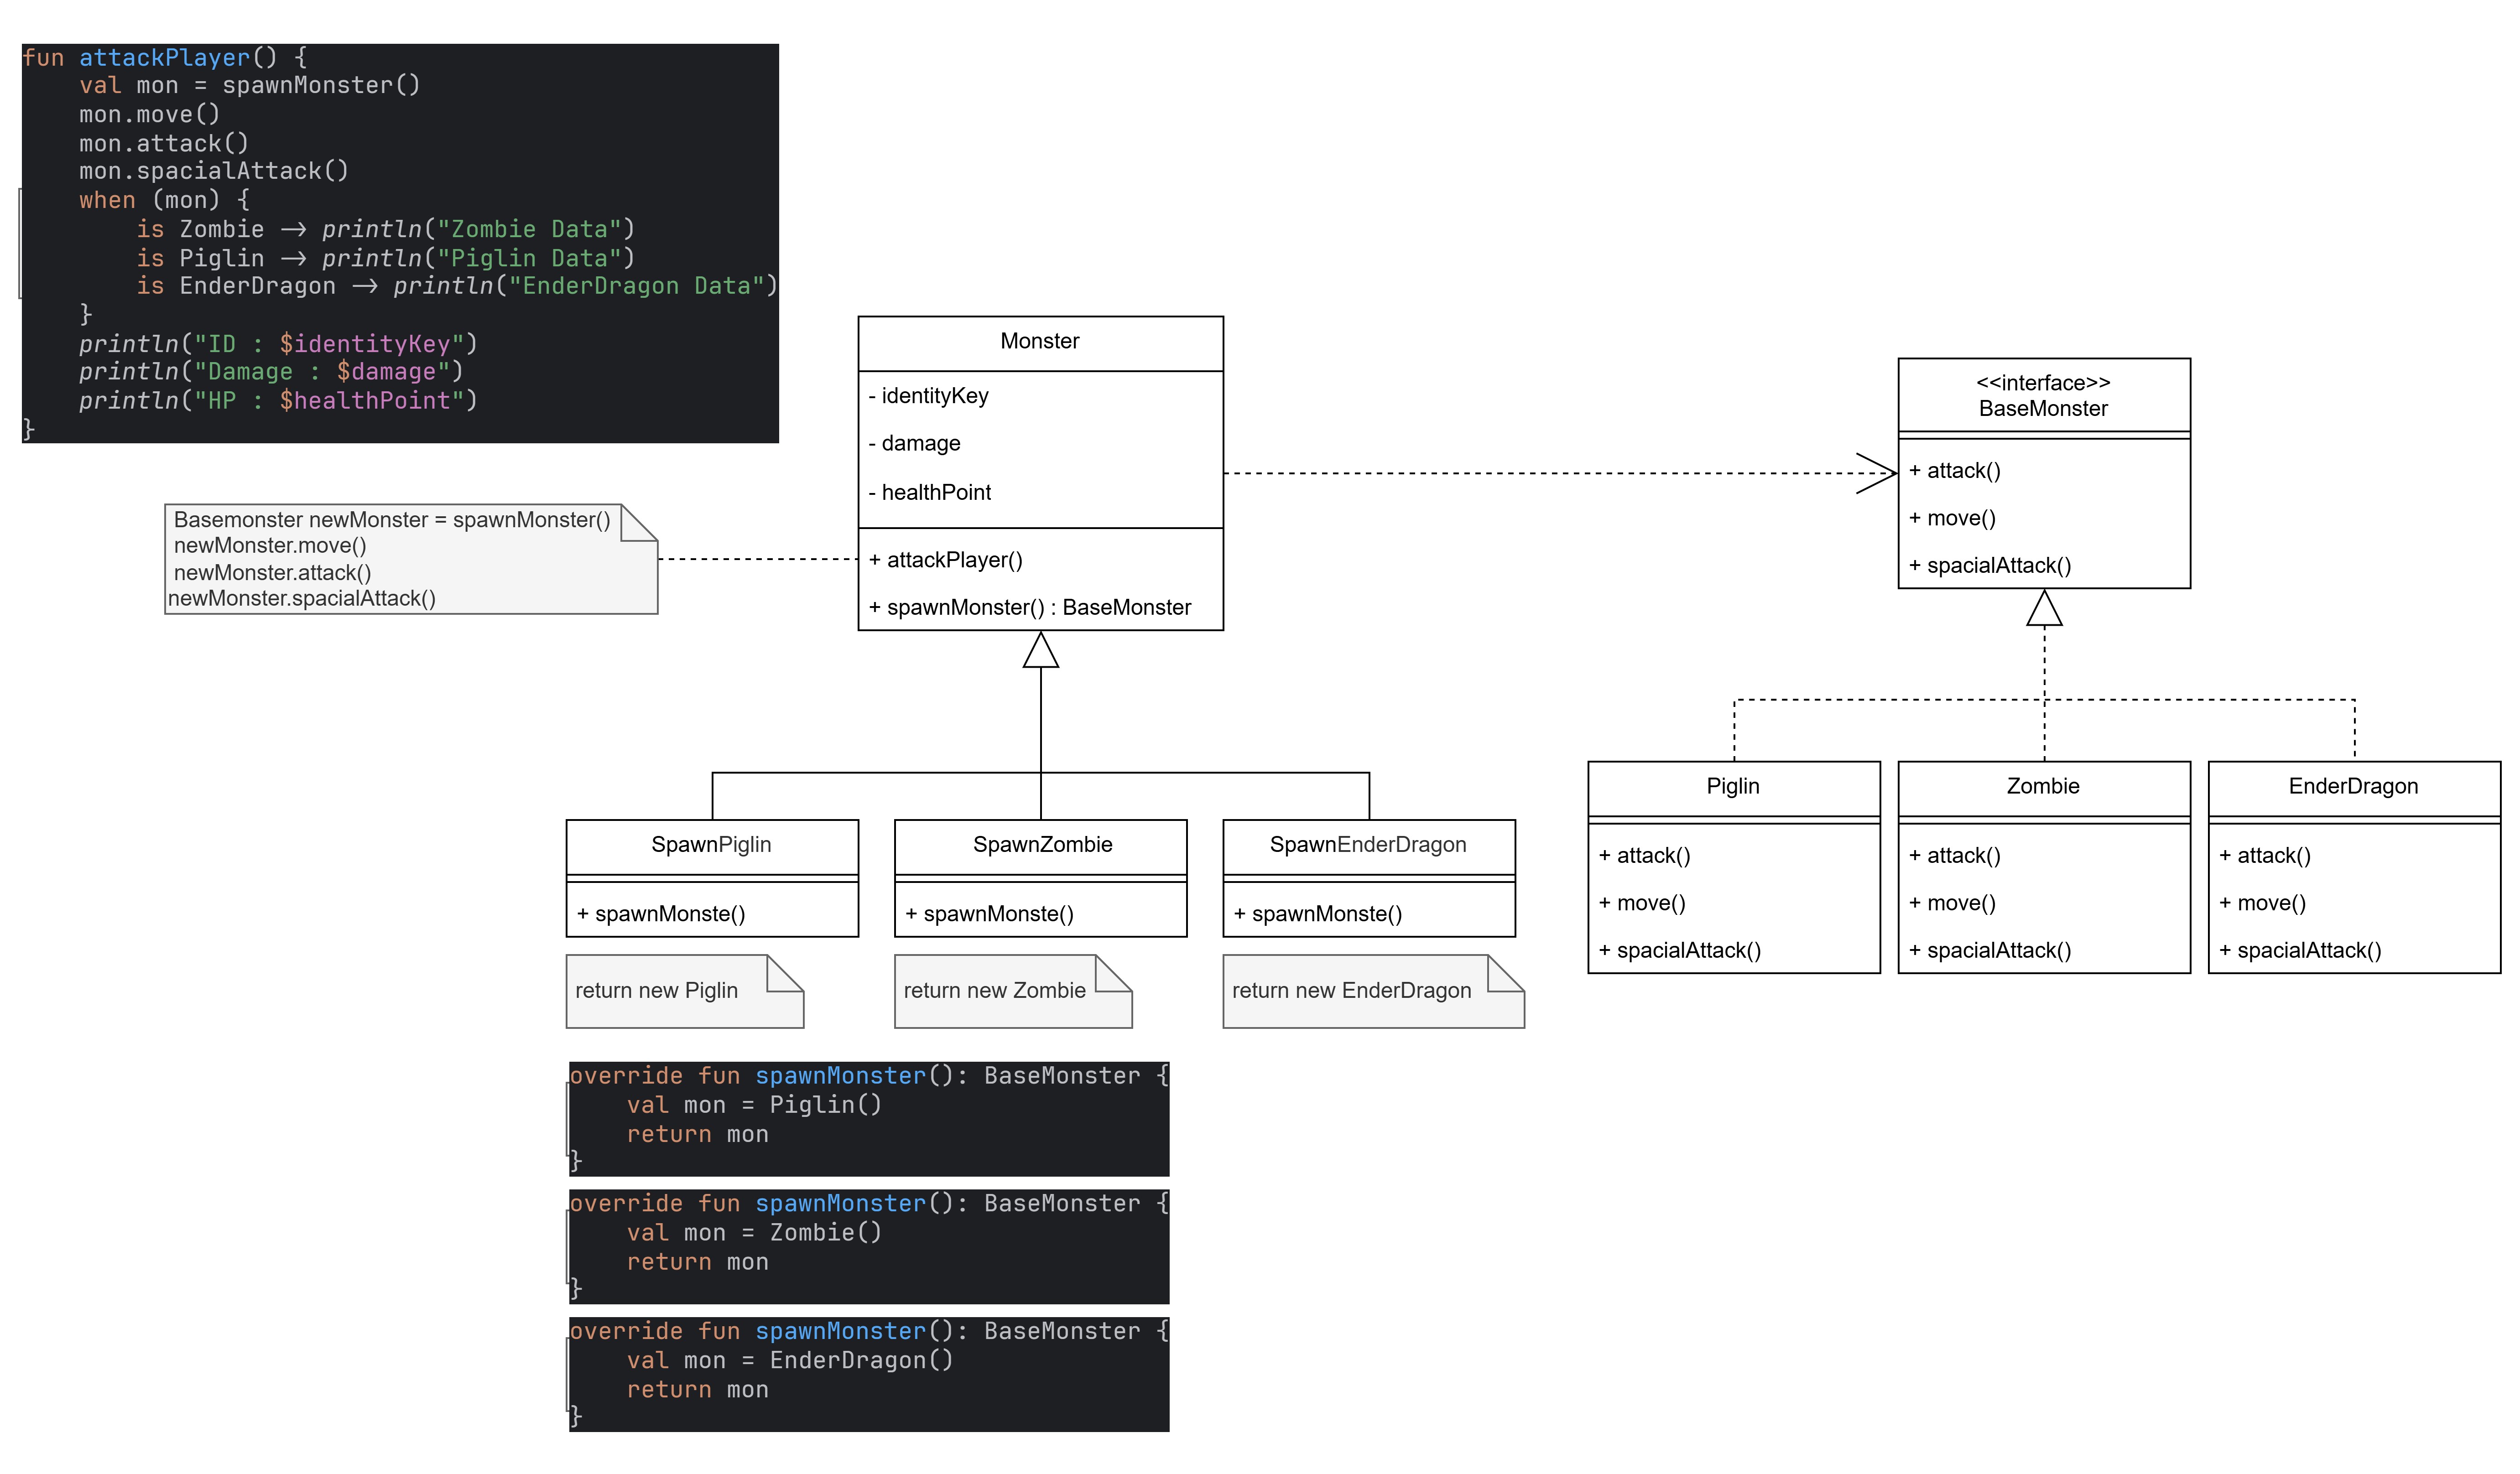 fun attackPlayer() {
    val mon = spawnMonster()
    mon.move()
    mon.attack()
    mon.spacialAttack()
    when (mon) {
        is Zombie -> println("Zombie Data")
        is Piglin -> println("Piglin Data")
        is EnderDragon -> println("EnderDragon Data")
    }
    println("ID : $identityKey")
    println("Damage : $damage")
    println("HP : $healthPoint")
}
Basemonster newMonster = spawnMonster()
newMonster.move()
newMonster.attack()
newMonster.spacialAttack()
Monster
- identityKey
- damage
- healthPoint
+ attackPlayer()
+ spawnMonster() : BaseMonster
<<interface>>
BaseMonster
+ attack()
+ move()
+ spacialAttack()
SpawnPiglin
+ spawnMonste()
return new Piglin
SpawnZombie
+ spawnMonste()
return new Zombie
SpawnEnderDragon
+ spawnMonste()
return new EnderDragon
Piglin
+ attack()
+ move()
+ spacialAttack()
Zombie
+ attack()
+ move()
+ spacialAttack()
EnderDragon
+ attack()
+ move()
+ spacialAttack()
override fun spawnMonster(): BaseMonster {
    val mon = Piglin()
    return mon
}
override fun spawnMonster(): BaseMonster {
    val mon = Zombie()
    return mon
}
override fun spawnMonster(): BaseMonster {
    val mon = EnderDragon()
    return mon
}